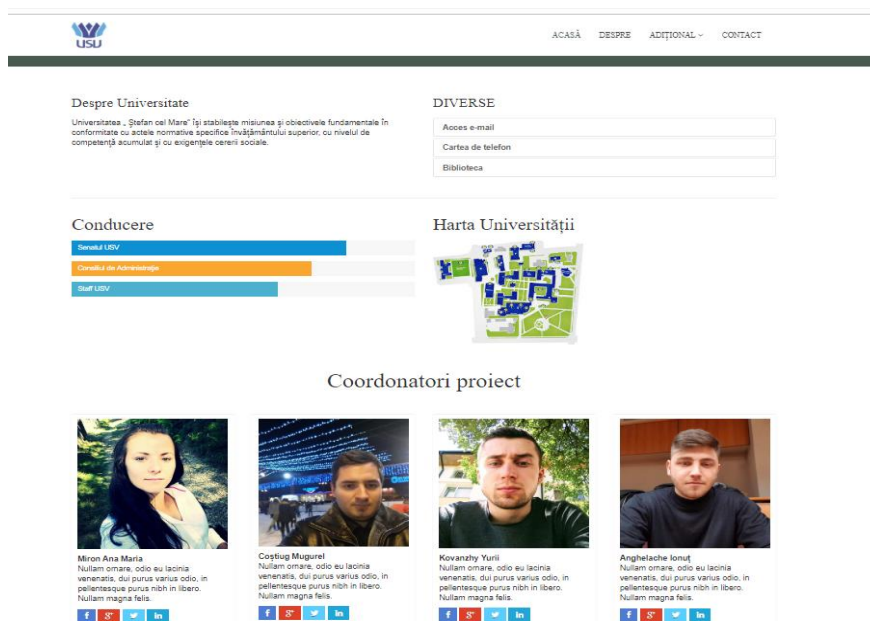 USV
ACASĂ DESPRE ADIȚIONAL CONTACT
Despre Universitate
Universitatea „ Ștefan cel Mare" își stabilește misiunea și obiectivele fundamentale în
conformitate cu actele normative specifice învățământului superior, cu nivelul de
competență acumulat și cu exigențele cererii sociale.
DIVERSE
Acces e-mail
Cartea de telefon
Biblioteca
Conducere
Senatul USV
Consiliul de Administrație
Staff USV
Harta Universității
Coordonatori proiect
Miron Ana Maria
Nullam ornare, odio eu lacinia
venenatis, dui purus varius odio, in
pellentesque purus nibh in libero.
Nullam magna felis.
f g+ in
Coștiug Mugurel
Nullam ornare, odio eu lacinia
venenatis, dui purus varius odio, in
pellentesque purus nibh in libero.
Nullam magna felis.
f g+ in
Kovanzhy Yurii
Nullam ornare, odio eu lacinia
venenatis, dui purus varius odio, in
pellentesque purus nibh in libero.
Nullam magna felis.
f g+ in
Anghelache Ionuț
Nullam ornare, odio eu lacinia
venenatis, dui purus varius odio, in
pellentesque purus nibh in libero.
Nullam magna felis.
f g+ in